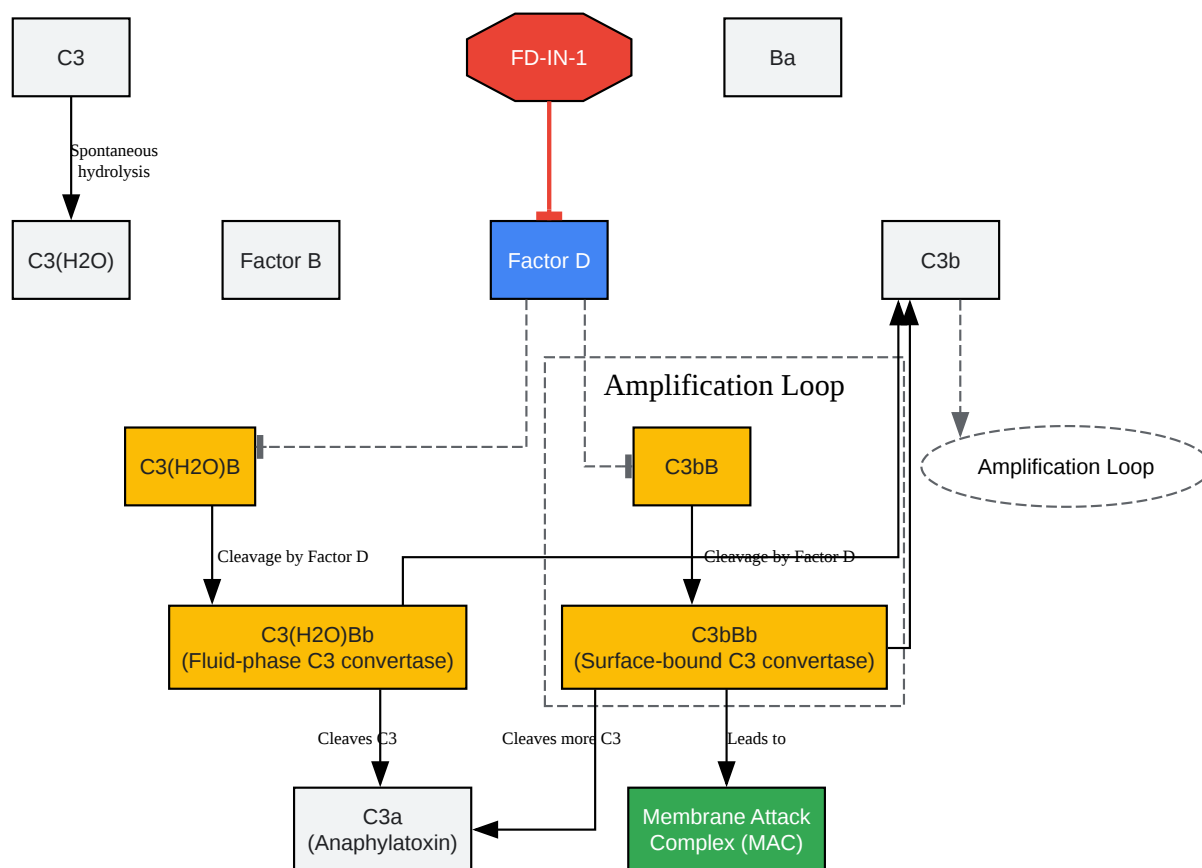 C3
FD-IN-1
Ba
Spontaneous
hydrolysis
C3(H2O)
Factor B
Factor D
C3b
Amplification Loop
C3(H2O)B
C3bB
Amplification Loop
Cleavage by Factor D
Cleavage by Factor D
C3(H2O)Bb
(Fluid-phase C3 convertase)
C3bBb
(Surface-bound C3 convertase)
Cleaves C3
Cleaves more C3
Leads to
C3a
(Anaphylatoxin)
Membrane Attack
Complex (MAC)